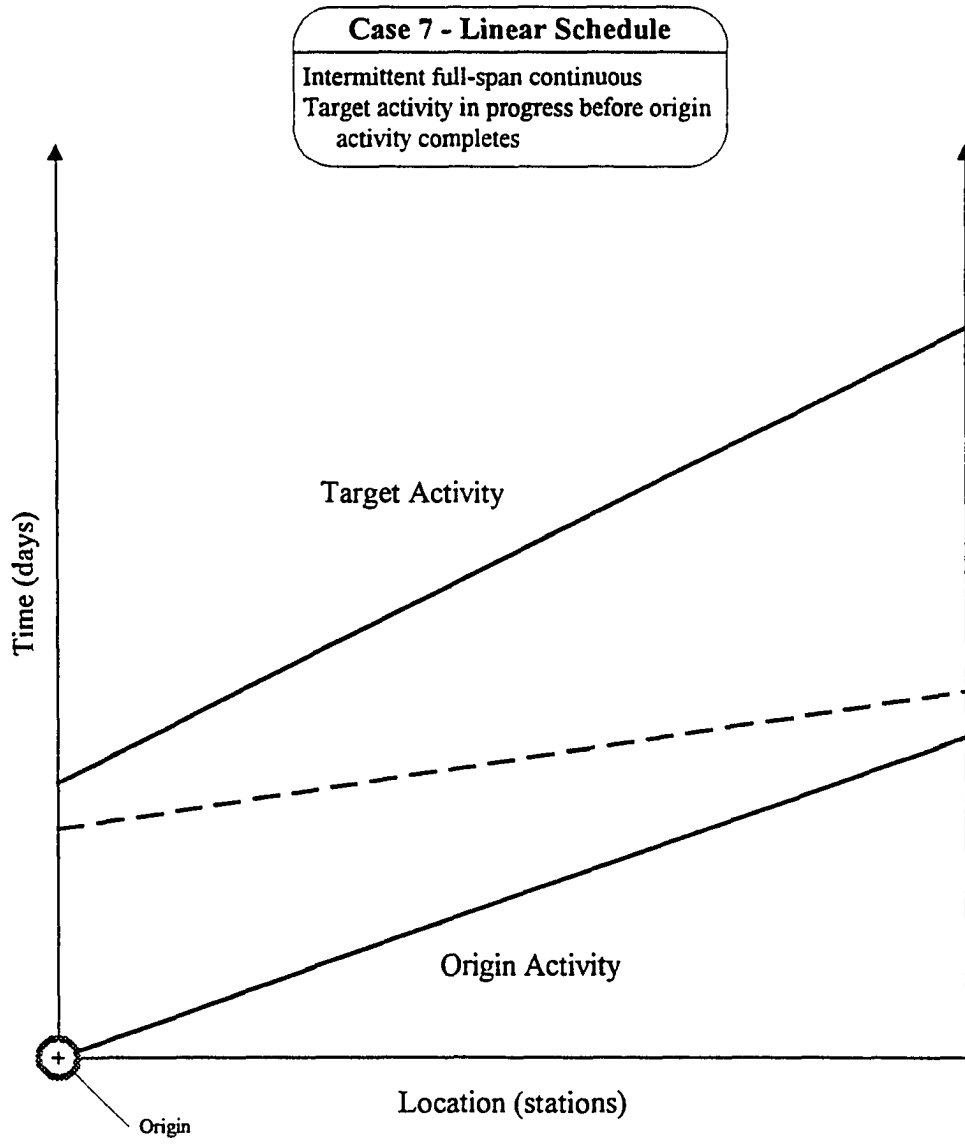 Case 7 - Linear Schedule
Intermittent full-span continuous
Target activity in progress before origin
activity completes
Target Activity
Time (days)
Origin Activity
Location (stations)
Origin